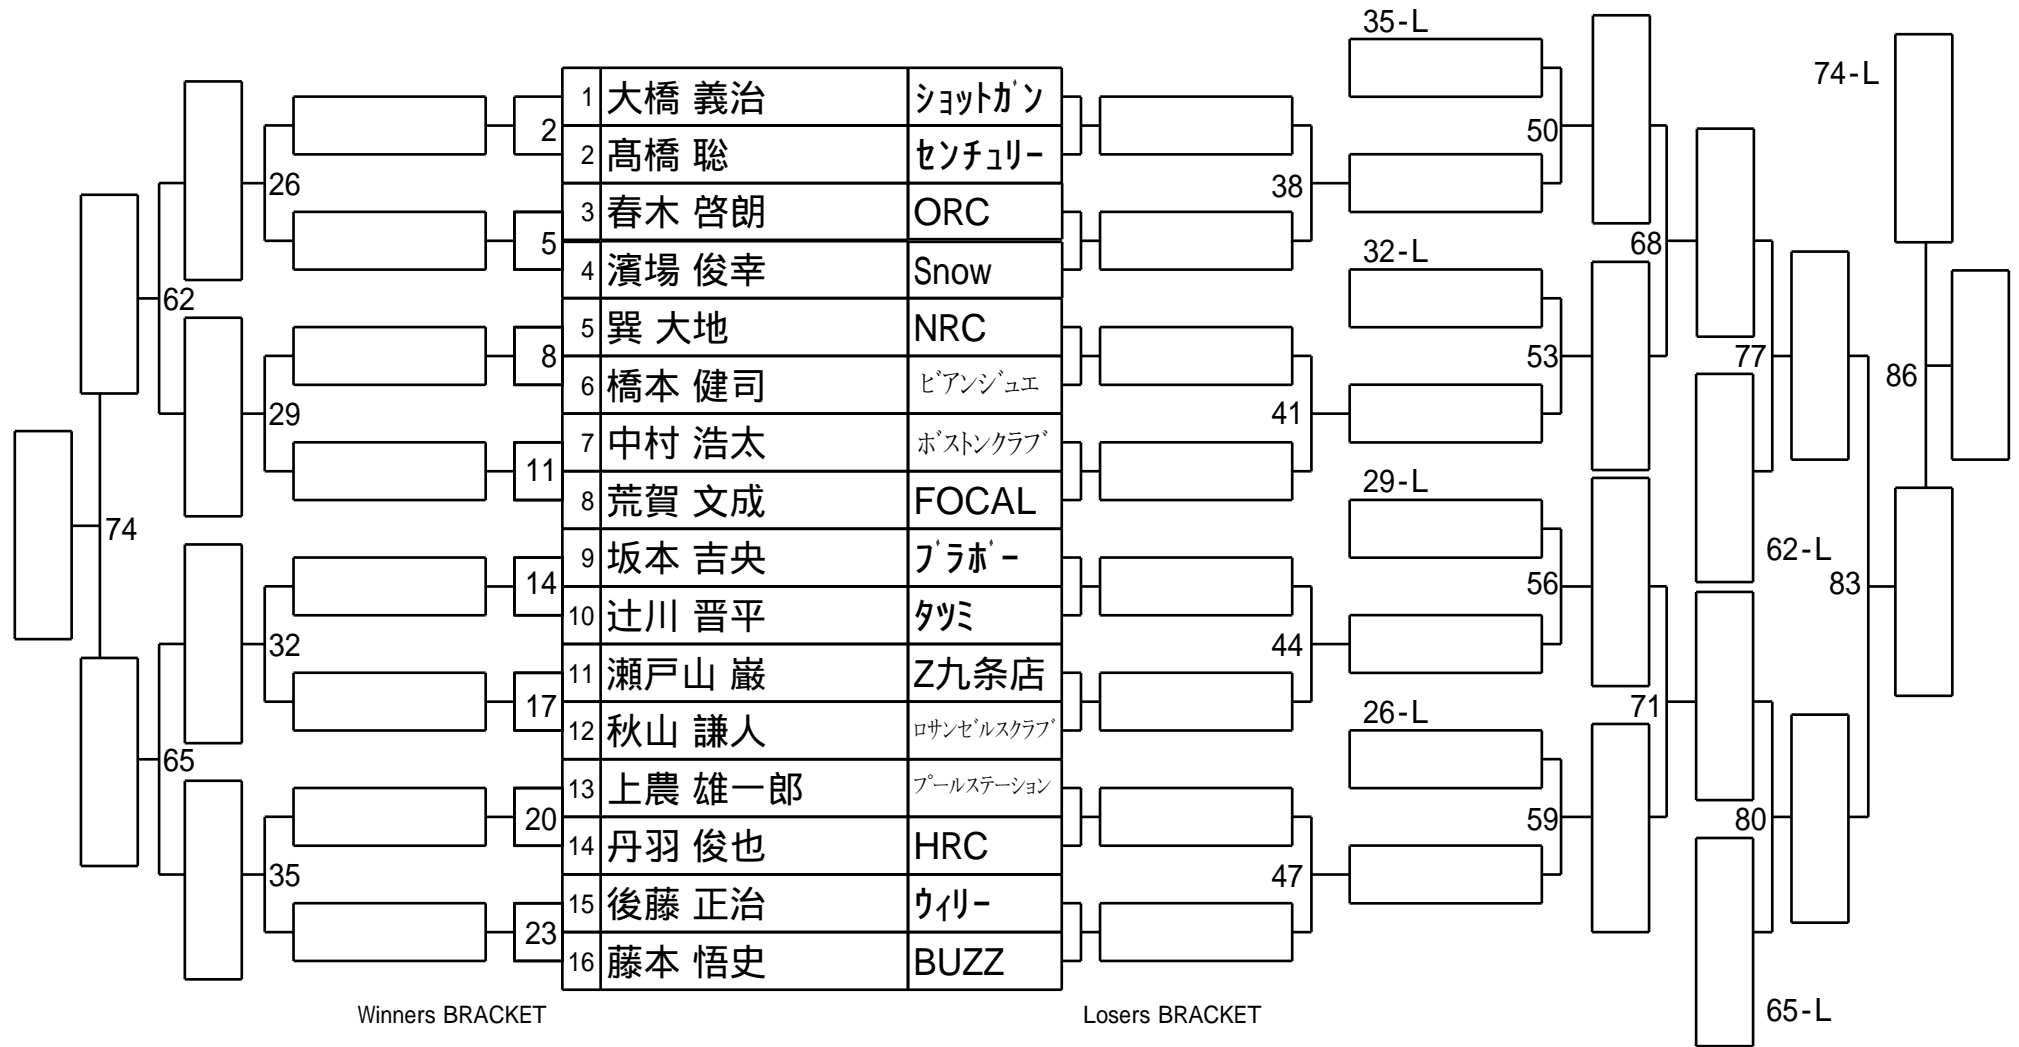 35-L
74-L
1 大橋 義治 ショットガン
2
50
2 髙橋 聡 センチュリー
26
38
3 春木 啓朗 ORC
5
68
32-L
4 濱場 俊幸 Snow
62
5 巽 大地 NRC
8
53
77
86
6 橋本 健司 ビアンジュエ
29
41
7 中村 浩太 ボストンクラブ
11
29-L
8 荒賀 文成 FOCAL
74
9 坂本 吉央 ブラボー
62-L
14
56
83
10 辻川 晋平 タツミ
32
44
11 瀬戸山 巌 Z九条店
17
71
26-L
12 秋山 謙人 ロサンゼルスクラブ
65
13 上農 雄一郎 プールステーション
20
59
80
14 丹羽 俊也 HRC
35
47
15 後藤 正治 ウィリー
23
16 藤本 悟史 BUZZ
Winners BRACKET
Losers BRACKET
65-L